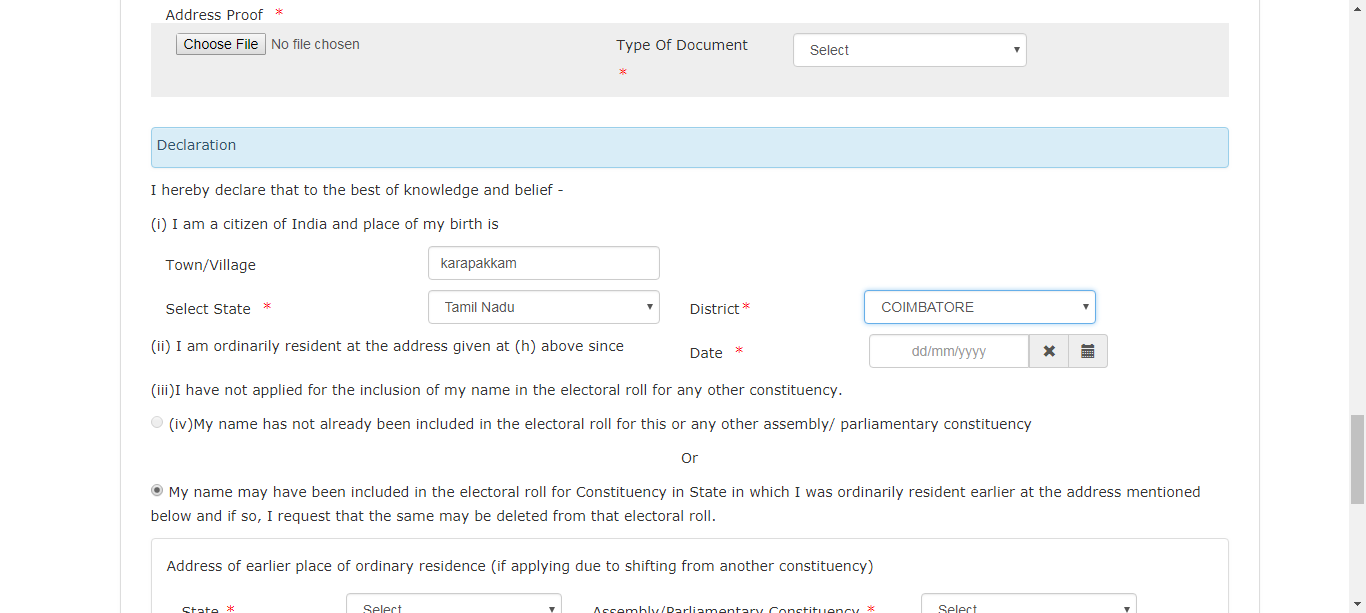 Address Proof *
Choose File No file chosen Type Of Document * Select
Declaration
I hereby declare that to the best of knowledge and belief -
(i) I am a citizen of India and place of my birth is
Town/Village karapakkam
Select State * Tamil Nadu District* COIMBATORE
(ii) I am ordinarily resident at the address given at (h) above since Date * dd/mm/yyyy
(iii)I have not applied for the inclusion of my name in the electoral roll for any other constituency.
(iv)My name has not already been included in the electoral roll for this or any other assembly/ parliamentary constituency
Or
My name may have been included in the electoral roll for Constituency in State in which I was ordinarily resident earlier at the address mentioned
below and if so, I request that the same may be deleted from that electoral roll.
Address of earlier place of ordinary residence (if applying due to shifting from another constituency)
State * Select Assembly/Parliamentary Constituency * Select